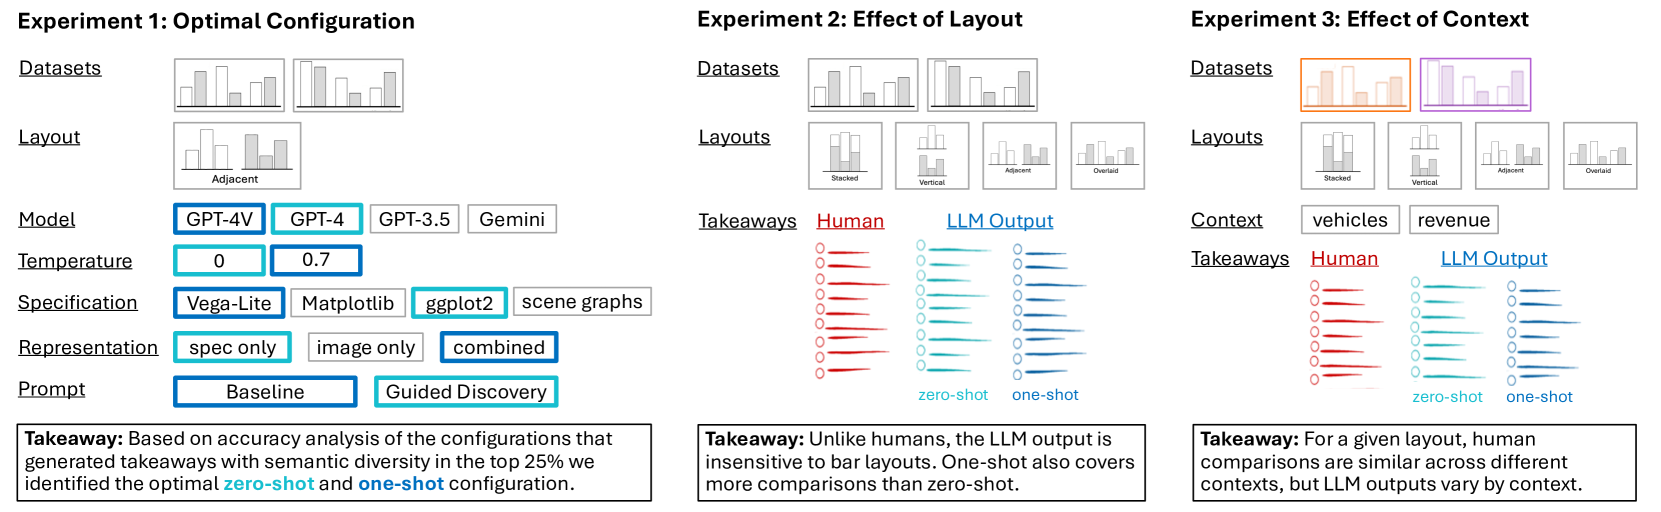 Experiment 1: Optimal Configuration
Datasets
Layout
Adjacent
Model
GPT-4V GPT-4 GPT-3.5 Gemini
Temperature
0 0.7
Specification
Vega-Lite Matplotlib ggplot2 scene graphs
Representation
spec only image only combined
Prompt
Baseline Guided Discovery
Takeaway: Based on accuracy analysis of the configurations that
generated takeaways with semantic diversity in the top 25% we
identified the optimal zero-shot and one-shot configuration.
Experiment 2: Effect of Layout
Datasets
Layouts
Stacked Vertical Adjacent Overlaid
Takeaways Human LLM Output
zero-shot one-shot
Takeaway: Unlike humans, the LLM output is
insensitive to bar layouts. One-shot also covers
more comparisons than zero-shot.
Experiment 3: Effect of Context
Datasets
Layouts
Stacked Vertical Adjacent Overlaid
Context vehicles revenue
Takeaways Human LLM Output
zero-shot one-shot
Takeaway: For a given layout, human
comparisons are similar across different
contexts, but LLM outputs vary by context.